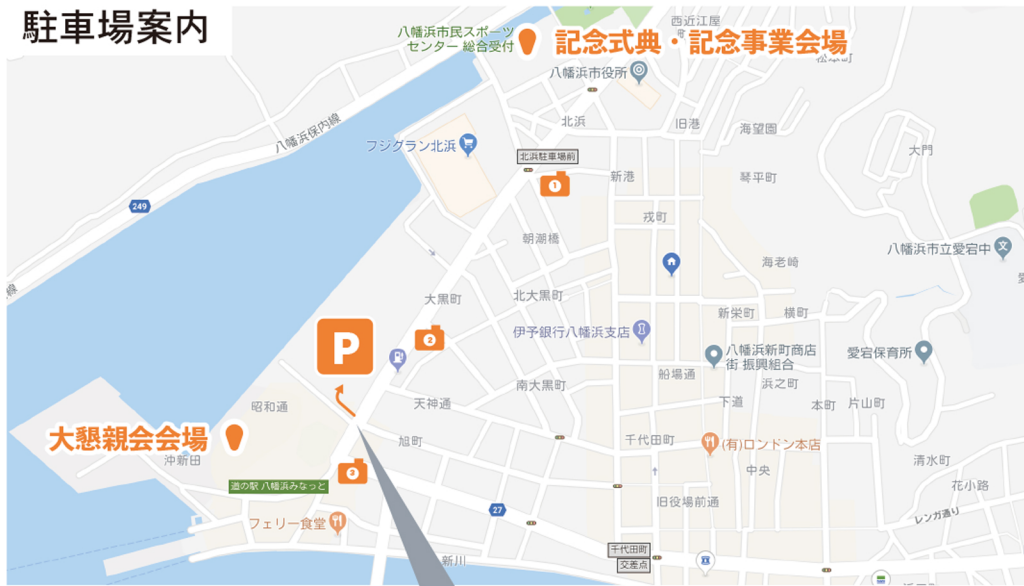 駐車場案内
八幡浜市民スポーツ
センター 総合受付
記念式典・記念事業会場
西近江屋
八幡浜市役所
北浜
旧港
海望園
八幡浜保内線
フジグラン北浜
北浜駐車場前
大門
1
新港
琴平町
249
戎町
朝潮橋
八幡浜市立愛宕中
海老崎
線
大黒町
北大黒町
新栄町
横町
伊予銀行八幡浜支店
P
2
八幡浜新町商店
街 振興組合
愛宕保育所
船場通
南大黒町
浜之町
昭和通
天神通
下道
本町
片山町
大懇親会会場
旭町
千代田町
(有)ロンドン本店
沖新田
中央
清水町
3
道の駅 八幡浜みなっと
花小路
27
旧役場前通
レンガ通り
フェリー食堂
新川
千代田町
交差点